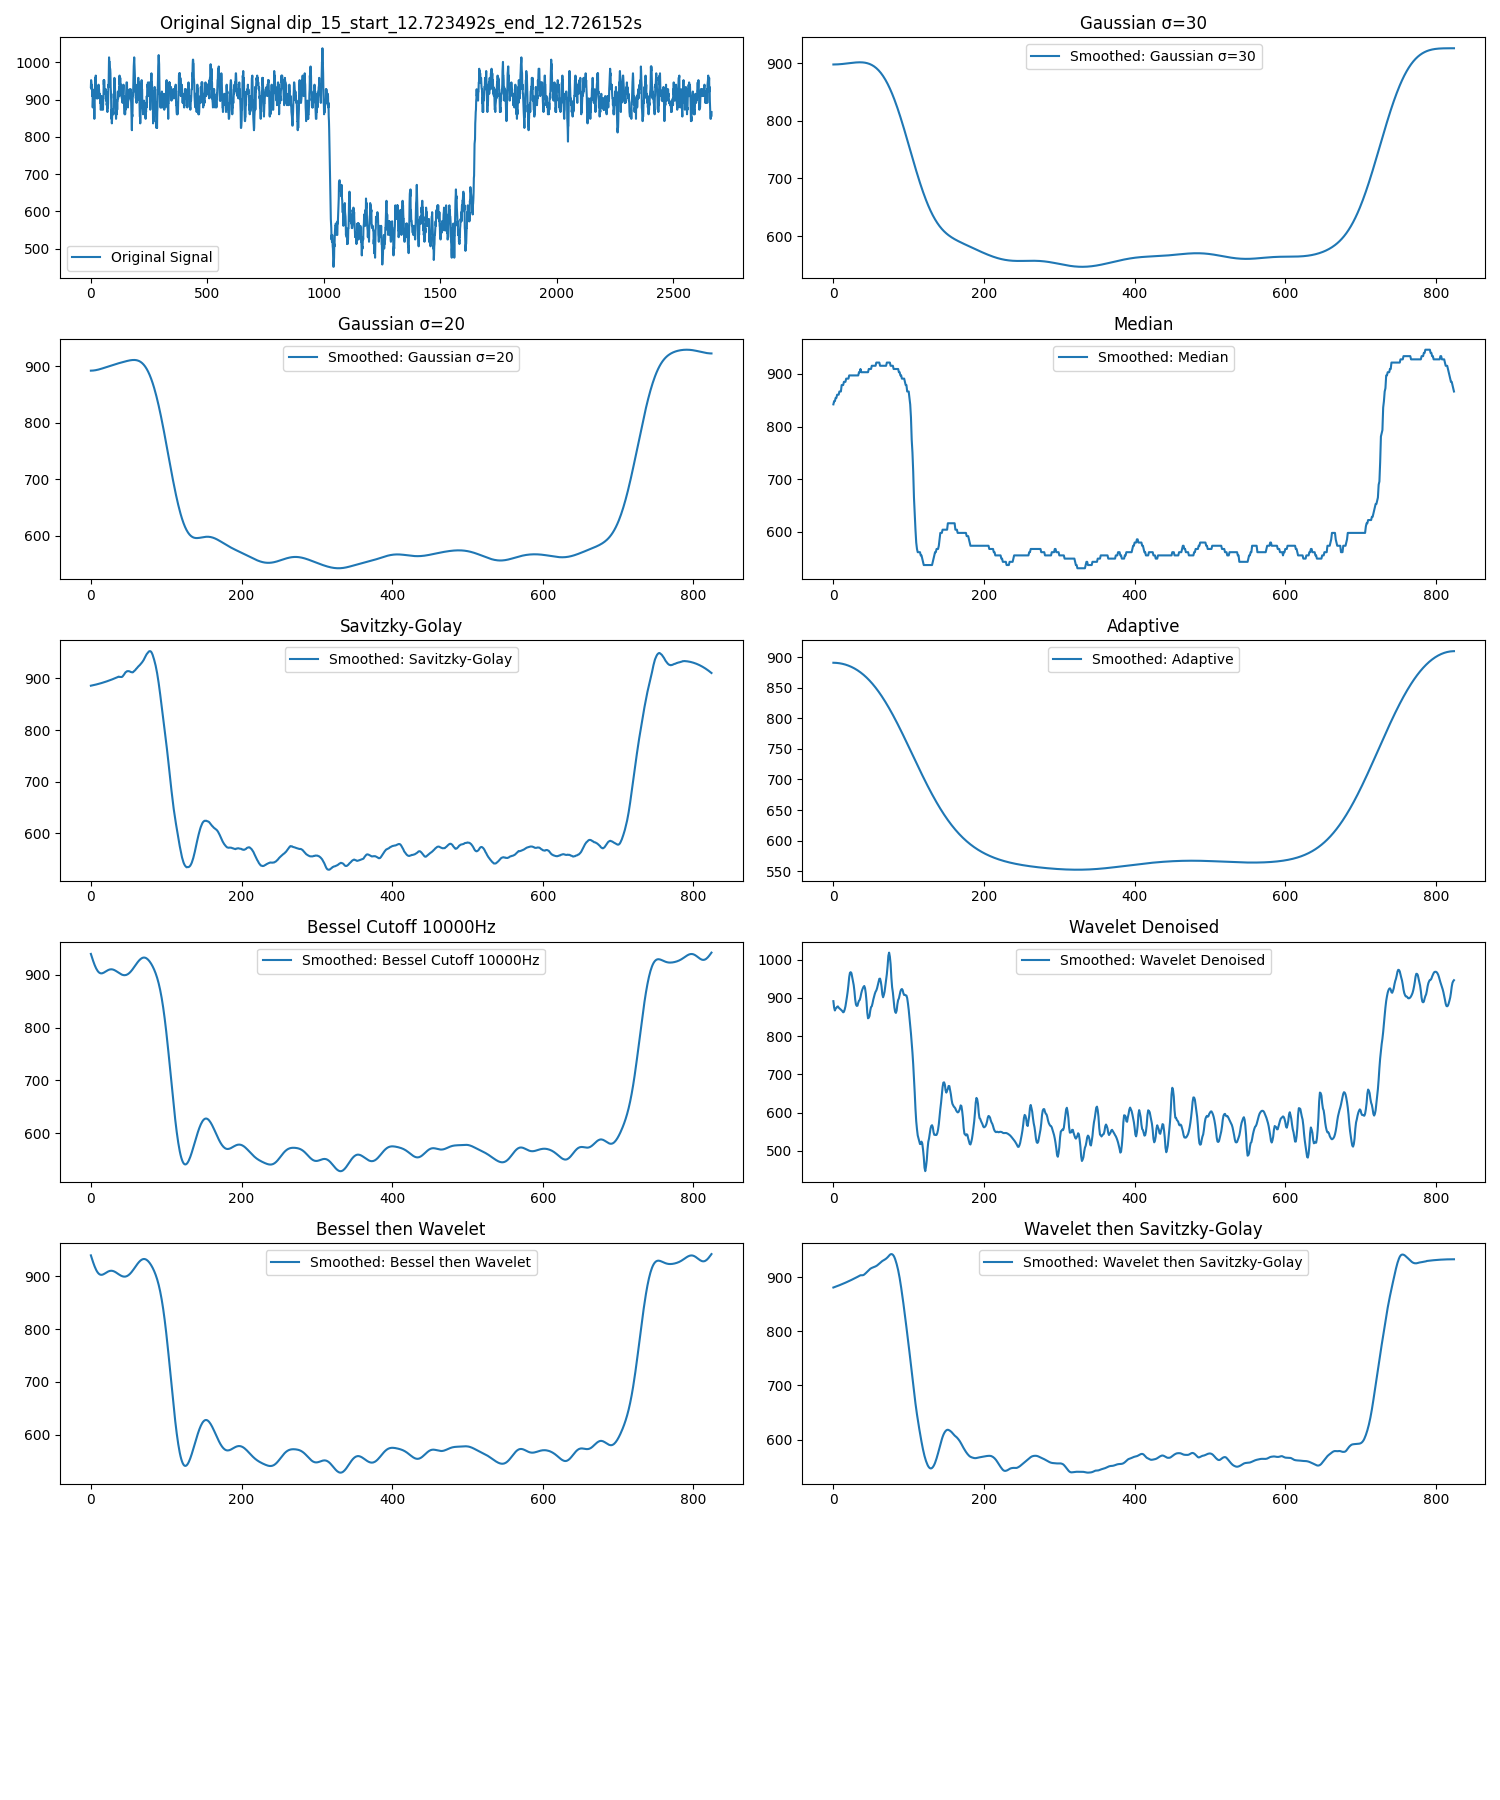 Original Signal dip_15_start_12.723492s_end_12.726152s
1000
900
800
700
600
500
Original Signal
0 500 1000 1500 2000 2500
Gaussian σ=30
900
800
700
600
Smoothed: Gaussian σ=30
0 200 400 600 800
Gaussian σ=20
900
800
700
600
Smoothed: Gaussian σ=20
0 200 400 600 800
Median
900
800
700
600
Smoothed: Median
0 200 400 600 800
Savitzky-Golay
900
800
700
600
Smoothed: Savitzky-Golay
0 200 400 600 800
Adaptive
900
850
800
750
700
650
600
550
Smoothed: Adaptive
0 200 400 600 800
Bessel Cutoff 10000Hz
900
800
700
600
Smoothed: Bessel Cutoff 10000Hz
0 200 400 600 800
Wavelet Denoised
1000
900
800
700
600
500
Smoothed: Wavelet Denoised
0 200 400 600 800
Bessel then Wavelet
900
800
700
600
Smoothed: Bessel then Wavelet
0 200 400 600 800
Wavelet then Savitzky-Golay
900
800
700
600
Smoothed: Wavelet then Savitzky-Golay
0 200 400 600 800